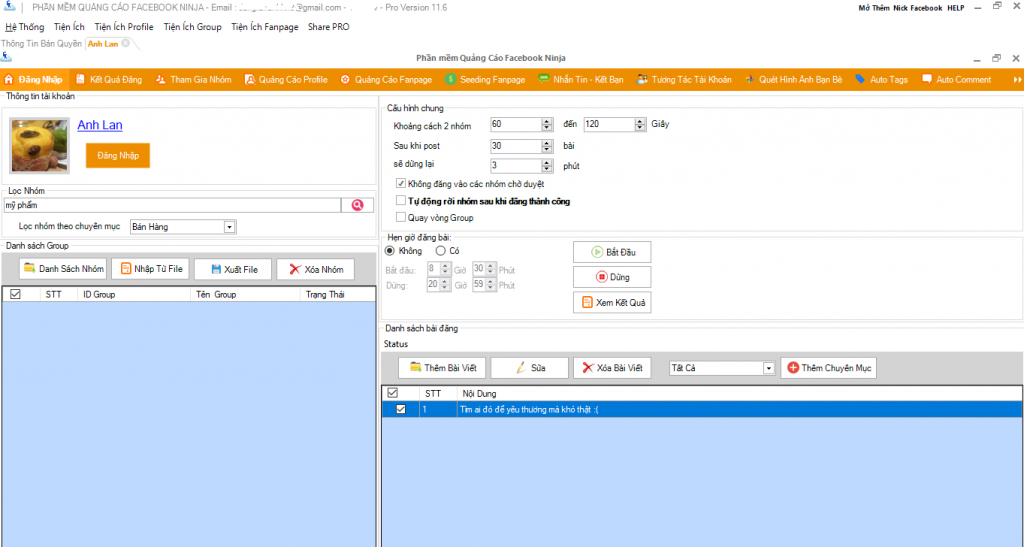 PHẦN MỀM QUẢNG CÁO FACEBOOK NINJA - Email : @gmail.com - Pro Version 11.6
Mở Thêm Nick Facebook HELP
Hệ Thống Tiện Ích Tiện Ích Profile Tiện Ích Group Tiện Ích Fanpage Share PRO
Thông Tin Bản Quyền Anh Lan
Phần mềm Quảng Cáo Facebook Ninja
Đăng Nhập Kết Quả Đăng Tham Gia Nhóm Quảng Cáo Profile Quảng Cáo Fanpage Seeding Fanpage Nhắn Tin - Kết Bạn Tương Tác Tài Khoản Quét Hình Ảnh Bạn Bè Auto Tags Auto Comment
Thông tin tài khoản
Anh Lan
Đăng Nhập
Lọc Nhóm
mỹ phẩm
Lọc nhóm theo chuyên mục Bán Hàng
Danh sách Group
Danh Sách Nhóm Nhập Từ File Xuất File Xóa Nhóm
STT ID Group Tên Group Trạng Thái
Cấu hình chung
Khoảng cách 2 nhóm 60 đến 120 Giây
Sau khi post 30 bài
sẽ dừng lại 3 phút
Không đăng vào các nhóm chờ duyệt
Tự động rời nhóm sau khi đăng thành công
Quay vòng Group
Hẹn giờ đăng bài:
Không Có
Bắt đầu: 8 Giờ 30 Phút
Dừng: 20 Giờ 59 Phút
Bắt Đầu
Dừng
Xem Kết Quả
Danh sách bài đăng
Status
Thêm Bài Viết Sửa Xóa Bài Viết Tất Cả Thêm Chuyên Mục
STT Nội Dung
1 Tìm ai đó để yêu thương mà khó thật :(